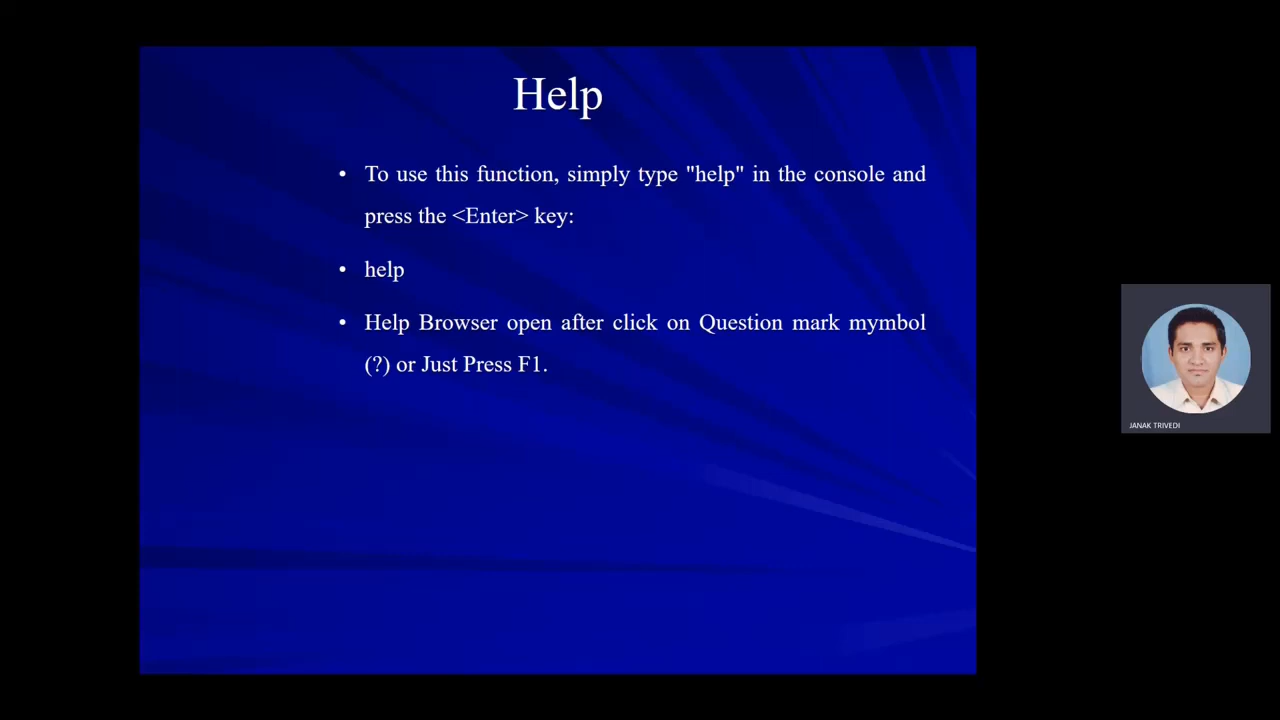 Help
• To use this function, simply type "help" in the console and
press the <Enter> key:
• help
• Help Browser open after click on Question mark mymbol
(?) or Just Press F1.
JANAK TRIVEDI